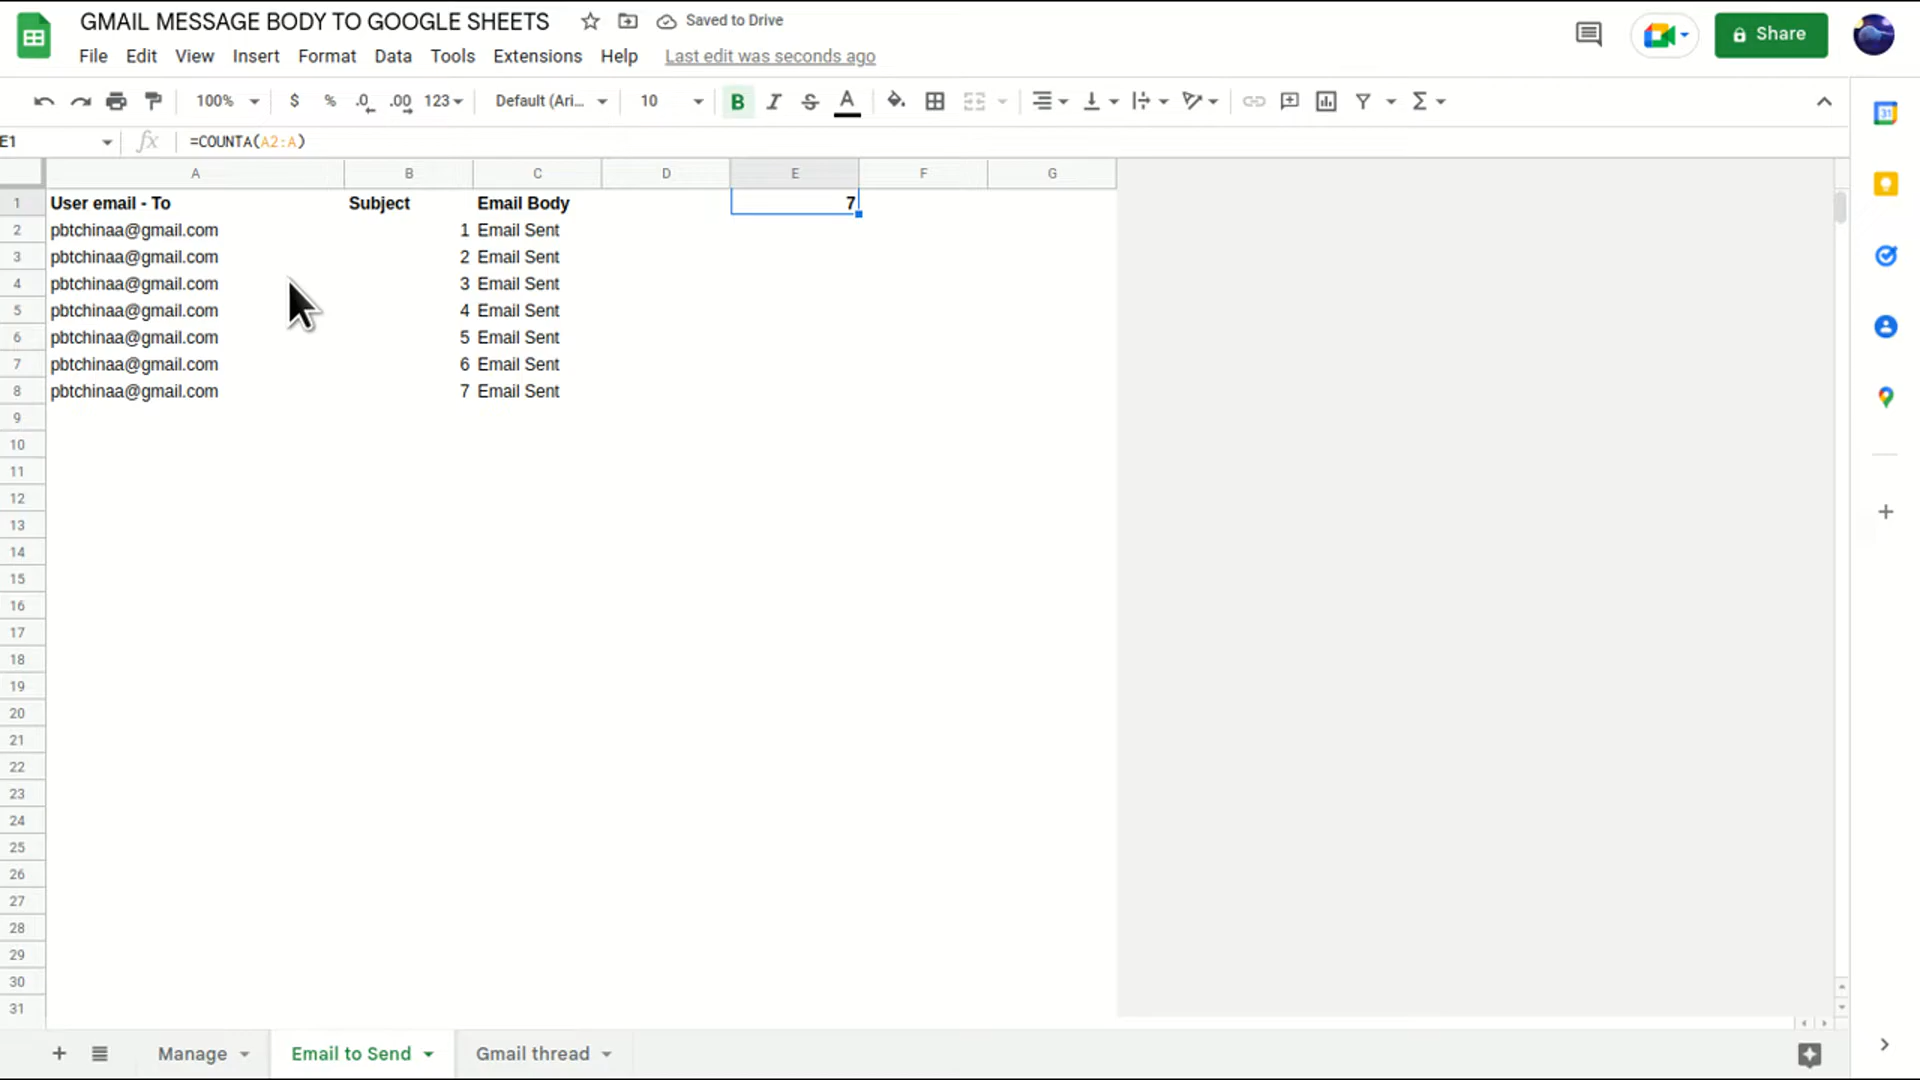 GMAIL MESSAGE BODY TO GOOGLE SHEETS Saved to Drive
File Edit View Insert Format Data Tools Extensions Help Last edit was seconds ago
Share
100% $ % .0 .00 123 Default (Ari... 10 B I S A Σ
E1 fx =COUNTA(A2:A)
A B C D E F G
1 User email - To Subject Email Body 7
2 pbtchinaa@gmail.com 1 Email Sent
3 pbtchinaa@gmail.com 2 Email Sent
4 pbtchinaa@gmail.com 3 Email Sent
5 pbtchinaa@gmail.com 4 Email Sent
6 pbtchinaa@gmail.com 5 Email Sent
7 pbtchinaa@gmail.com 6 Email Sent
8 pbtchinaa@gmail.com 7 Email Sent
9
10
11
12
13
14
15
16
17
18
19
20
21
22
23
24
25
26
27
28
29
30
31
Manage Email to Send Gmail thread
31